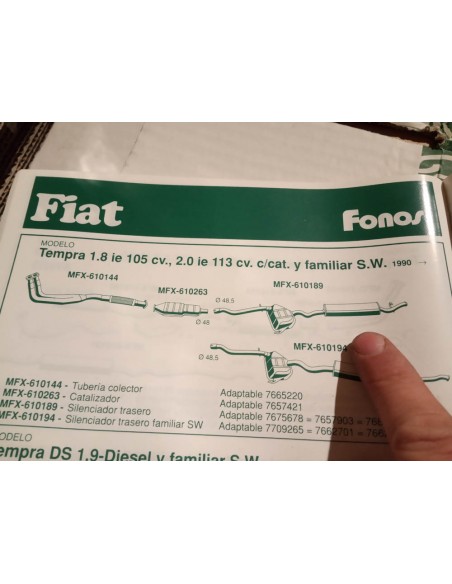 Fiat
Fonos
MODELO
Tempra 1.8 ie 105 cv., 2.0 ie 113 cv. c/cat. y familiar S.W. 1990 →
MFX-610144
MFX-610263
MFX-610189
Ø 48.5
Ø 48
MFX-610194
Ø 48.5
MFX-610144 - Tubería colector Adaptable 7665220
MFX-610263 - Catalizador Adaptable 7657421
MFX-610189 - Silenciador trasero Adaptable 7675678 = 7657903 =
MFX-610194 - Silenciador trasero familiar SW Adaptable 7709265 = 7662701 =
MODELO
empra DS 1.9-Diesel y familiar S.W.